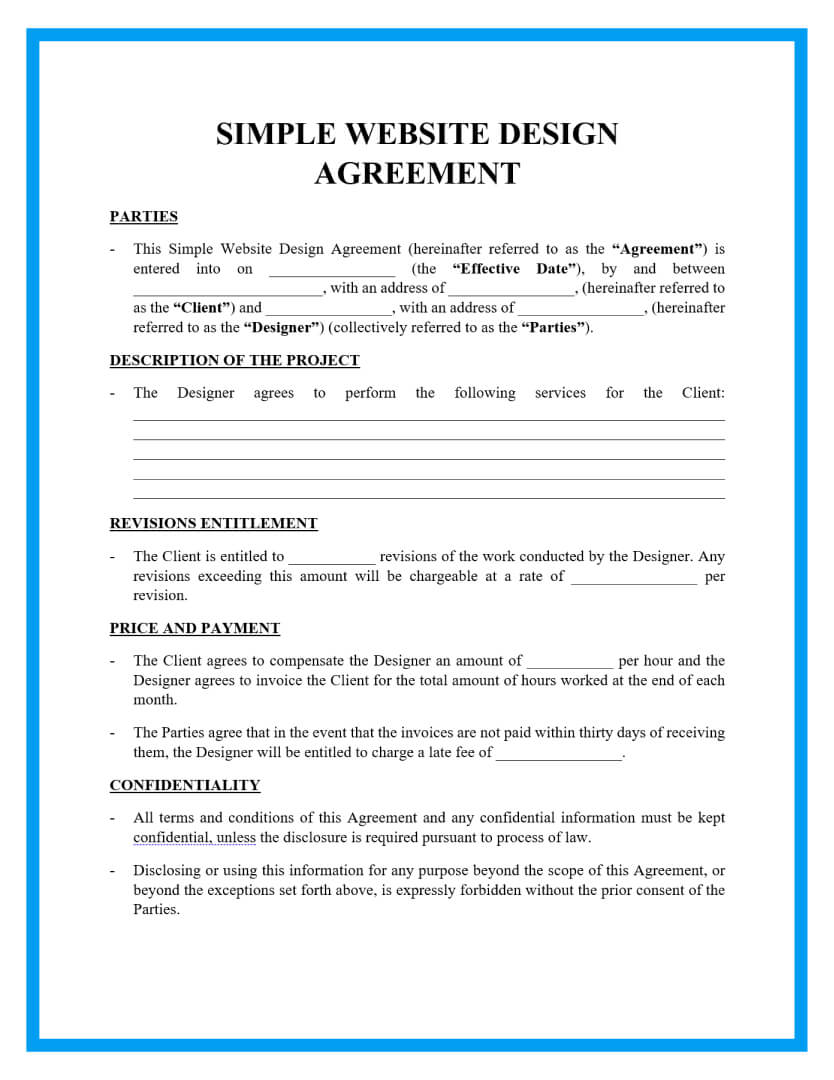 SIMPLE WEBSITE DESIGN
AGREEMENT
PARTIES
- This Simple Website Design Agreement (hereinafter referred to as the “Agreement”) is
entered into on ________________ (the “Effective Date”), by and between
________________________, with an address of ________________, (hereinafter referred to
as the “Client”) and ________________, with an address of ________________, (hereinafter
referred to as the “Designer”) (collectively referred to as the “Parties”).
DESCRIPTION OF THE PROJECT
- The Designer agrees to perform the following services for the Client:
REVISIONS ENTITLEMENT
- The Client is entitled to ___________ revisions of the work conducted by the Designer. Any
revisions exceeding this amount will be chargeable at a rate of ________________ per
revision.
PRICE AND PAYMENT
- The Client agrees to compensate the Designer an amount of ___________ per hour and the
Designer agrees to invoice the Client for the total amount of hours worked at the end of each
month.
- The Parties agree that in the event that the invoices are not paid within thirty days of receiving
them, the Designer will be entitled to charge a late fee of ________________.
CONFIDENTIALITY
- All terms and conditions of this Agreement and any confidential information must be kept
confidential, unless the disclosure is required pursuant to process of law.
- Disclosing or using this information for any purpose beyond the scope of this Agreement, or
beyond the exceptions set forth above, is expressly forbidden without the prior consent of the
Parties.